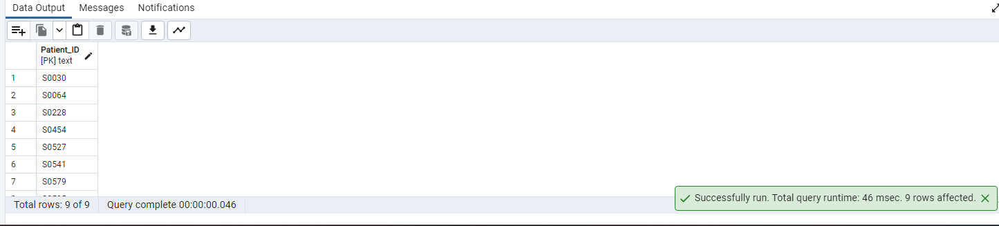 Data Output Messages Notifications
Patient_ID
[PK] text
1 S0030
2 S0064
3 S0228
4 S0454
5 S0527
6 S0541
7 S0579
Total rows: 9 of 9 Query complete 00:00:00.046
Successfully run. Total query runtime: 46 msec. 9 rows affected.